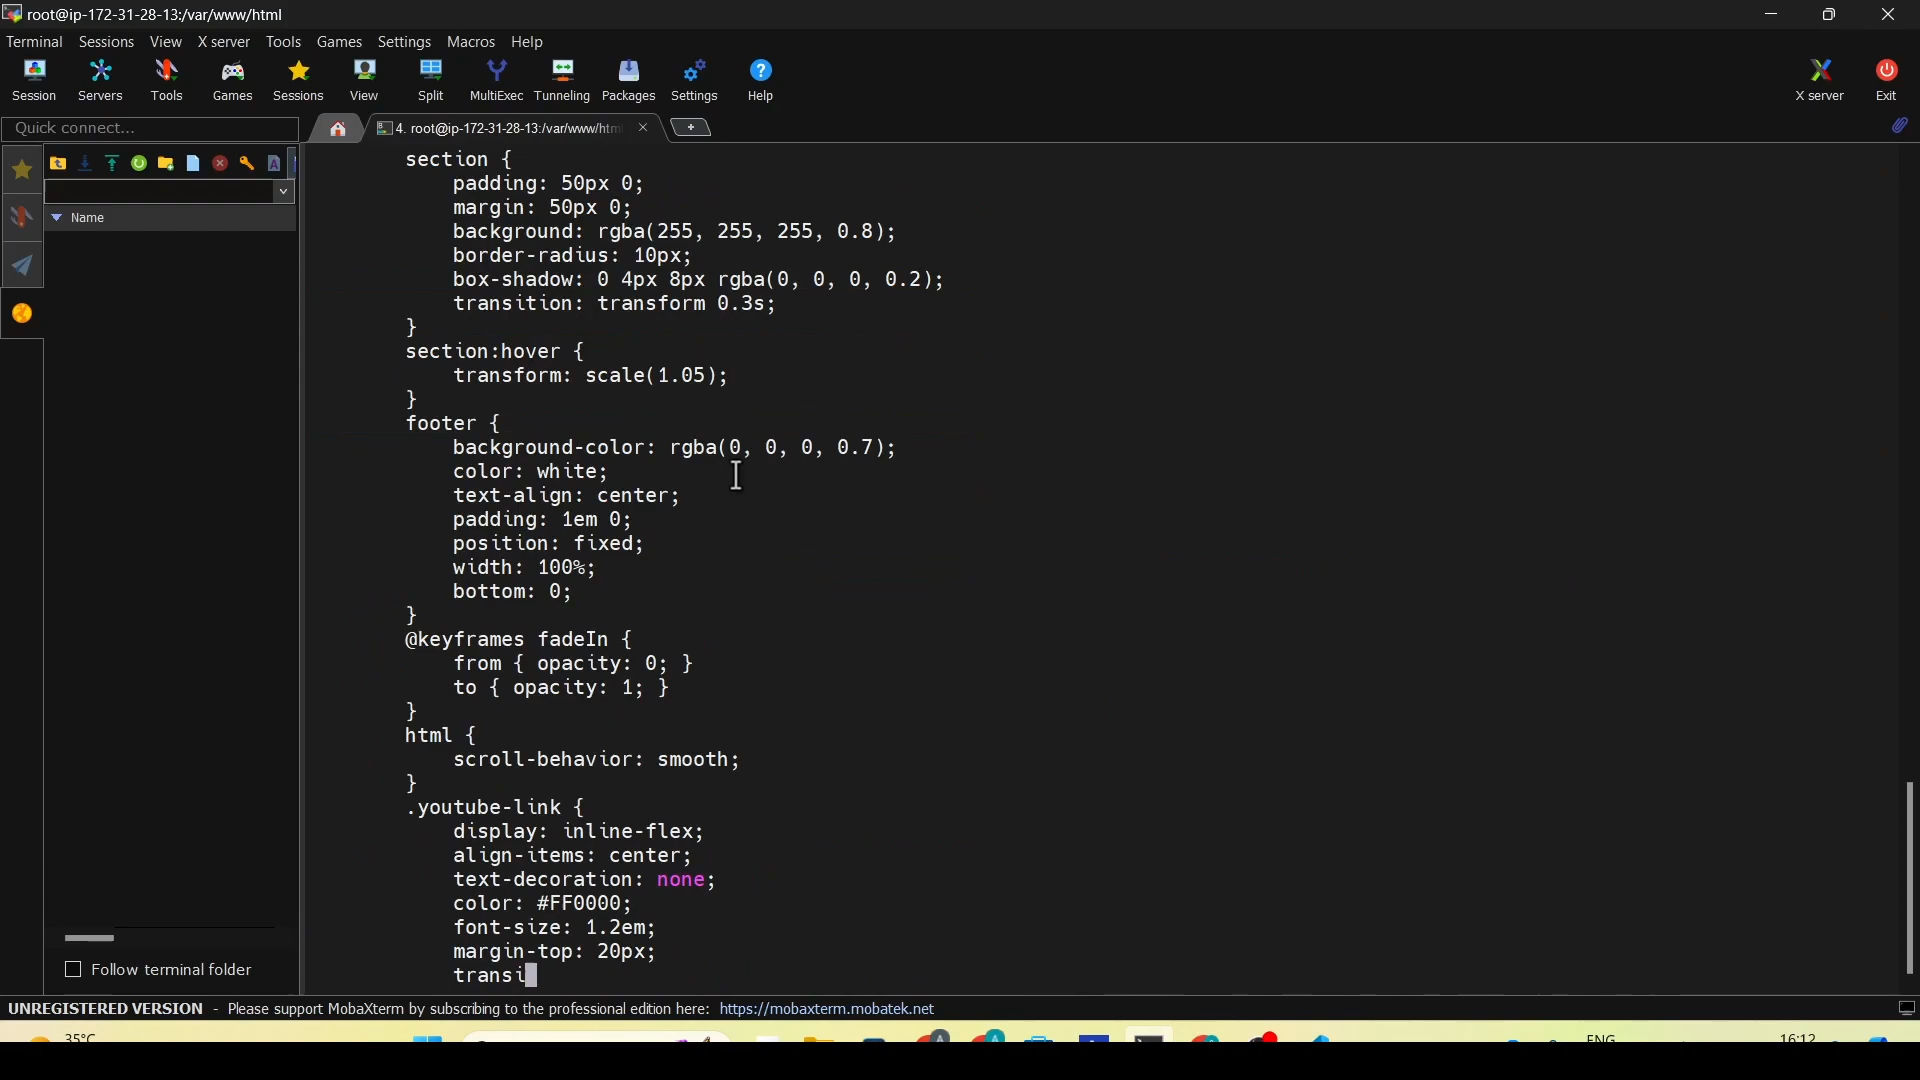 root@ip-172-31-28-13:/var/www/html
Terminal Sessions View X server Tools Games Settings Macros Help
Session Servers Tools Games Sessions View Split MultiExec Tunneling Packages Settings Help X server Exit
Quick connect...
4. root@ip-172-31-28-13:/var/www/htm
Name
section {
padding: 50px 0;
margin: 50px 0;
background: rgba(255, 255, 255, 0.8);
border-radius: 10px;
box-shadow: 0 4px 8px rgba(0, 0, 0, 0.2);
transition: transform 0.3s;
}
section:hover {
transform: scale(1.05);
}
footer {
background-color: rgba(0, 0, 0, 0.7);
color: white;
text-align: center;
padding: 1em 0;
position: fixed;
width: 100%;
bottom: 0;
}
@keyframes fadeIn {
from { opacity: 0; }
to { opacity: 1; }
}
html {
scroll-behavior: smooth;
}
.youtube-link {
display: inline-flex;
align-items: center;
text-decoration: none;
color: #FF0000;
font-size: 1.2em;
margin-top: 20px;
transi
Follow terminal folder
UNREGISTERED VERSION - Please support MobaXterm by subscribing to the professional edition here: https://mobaxterm.mobatek.net
35°C ENG 16:12